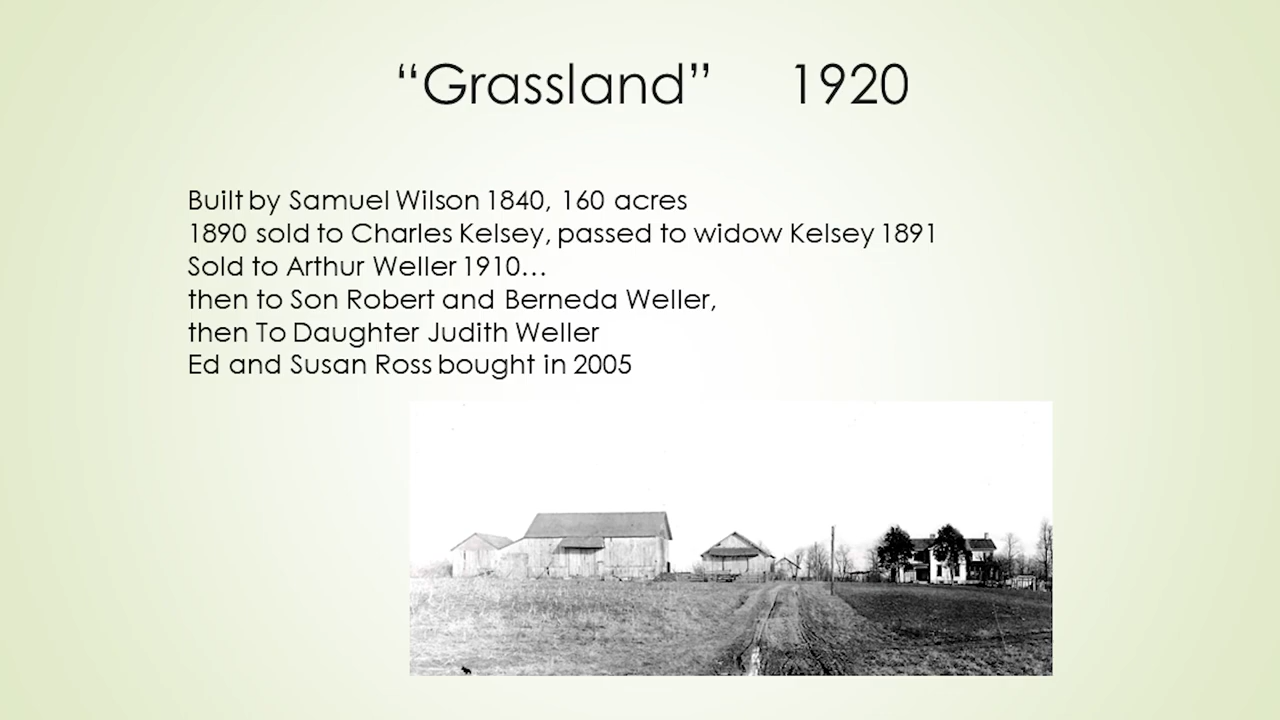 “Grassland” 1920
Built by Samuel Wilson 1840, 160 acres
1890 sold to Charles Kelsey, passed to widow Kelsey 1891
Sold to Arthur Weller 1910…
then to Son Robert and Berneda Weller,
then To Daughter Judith Weller
Ed and Susan Ross bought in 2005